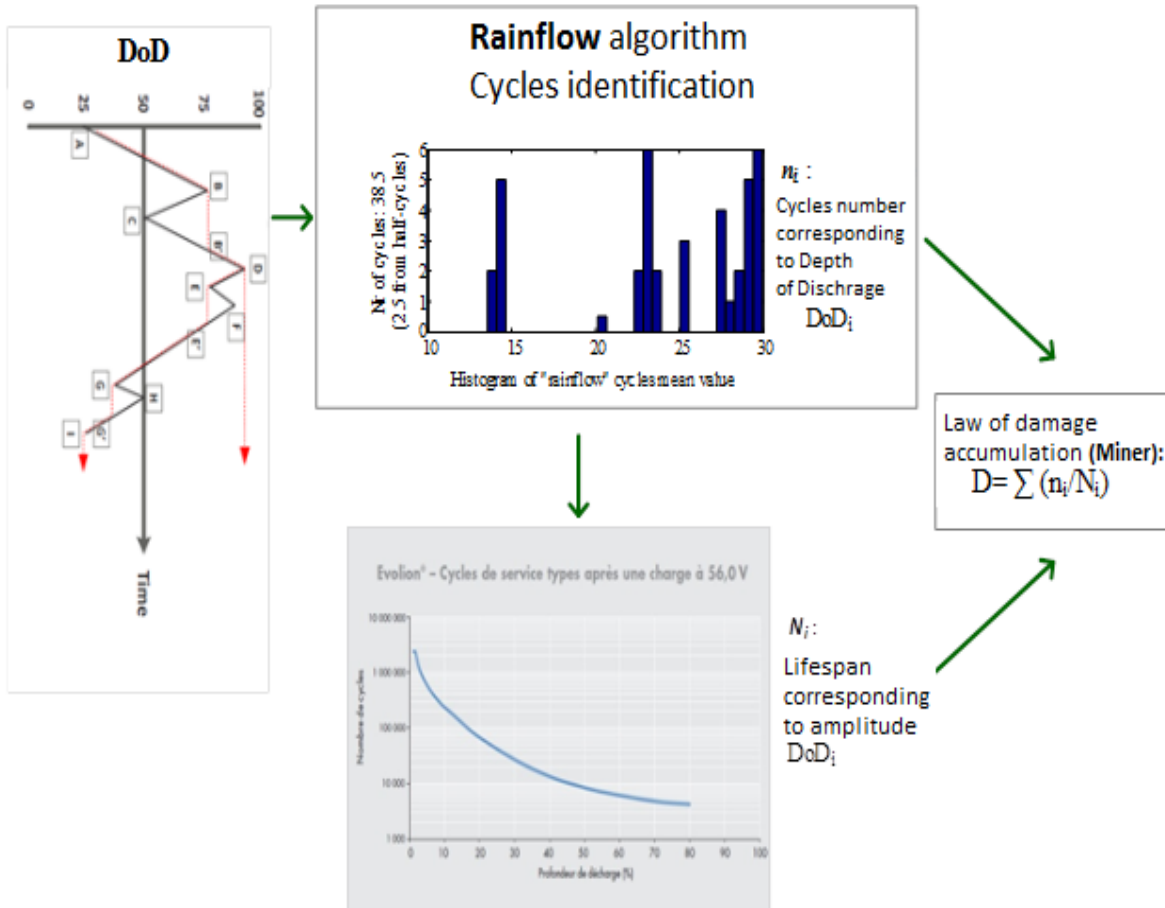 DoD
0 25 50 75 100
A
B
C
B'
D
E
F
E'
G
H
I
G'
Time
Rainflow algorithm
Cycles identification
Nr of cycles: 38.5
(2.5 from half-cycles)
6
5
4
3
2
1
0
10 15 20 25 30
Histogram of "rainflow" cycles mean value
ni :
Cycles number
corresponding
to Depth
of Dischrage
DoDi
Law of damage
accumulation (Miner):
D= ∑ (ni/Ni)
Evolion® – Cycles de service types après une charge à 56,0 V
Nombre de cycles
10 000 000
1 000 000
100 000
10 000
1 000
0 10 20 30 40 50 60 70 80 90 100
Profondeur de décharge (%)
Ni :
Lifespan
corresponding
to amplitude
DoDi